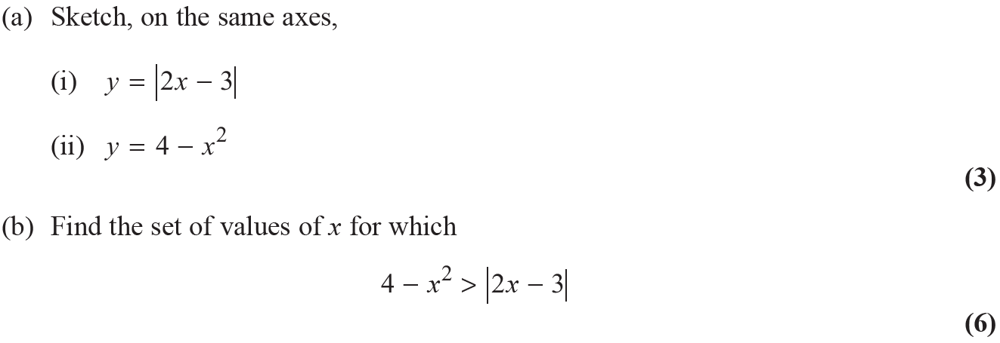 (a) Sketch, on the same axes,
(i) y = |2x − 3|
(ii) y = 4 − x²
(3)
(b) Find the set of values of x for which
4 − x² > |2x − 3|
(6)